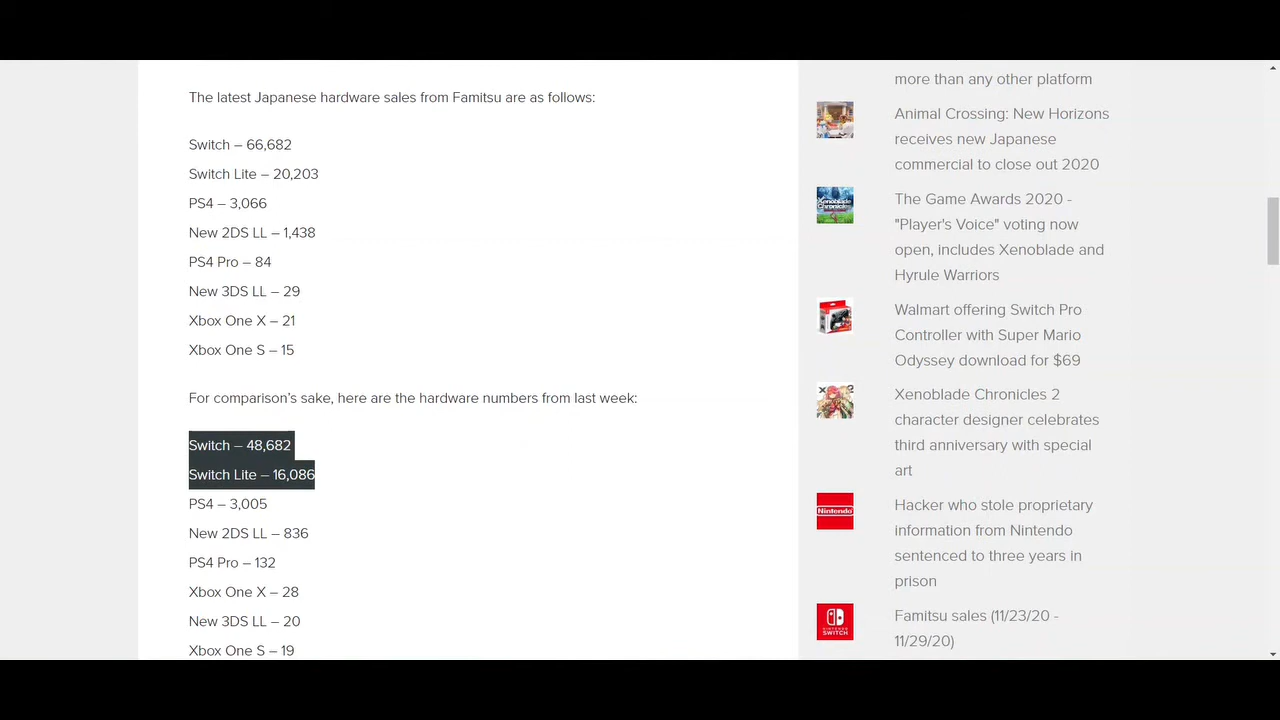 The latest Japanese hardware sales from Famitsu are as follows:
Switch – 66,682
Switch Lite – 20,203
PS4 – 3,066
New 2DS LL – 1,438
PS4 Pro – 84
New 3DS LL – 29
Xbox One X – 21
Xbox One S – 15
For comparison’s sake, here are the hardware numbers from last week:
Switch – 48,682
Switch Lite – 16,086
PS4 – 3,005
New 2DS LL – 836
PS4 Pro – 132
Xbox One X – 28
New 3DS LL – 20
Xbox One S – 19
more than any other platform
Animal Crossing: New Horizons
receives new Japanese
commercial to close out 2020
The Game Awards 2020 -
"Player's Voice" voting now
open, includes Xenoblade and
Hyrule Warriors
Walmart offering Switch Pro
Controller with Super Mario
Odyssey download for $69
Xenoblade Chronicles 2
character designer celebrates
third anniversary with special
art
Nintendo
Hacker who stole proprietary
information from Nintendo
sentenced to three years in
prison
NINTENDO
SWITCH
Famitsu sales (11/23/20 -
11/29/20)